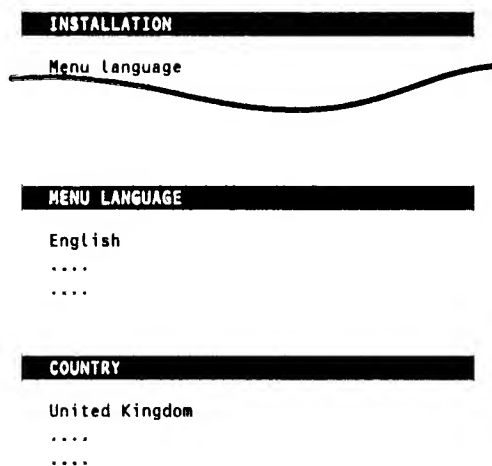 INSTALLATION
Menu language
MENU LANGUAGE
English
....
....
COUNTRY
United Kingdom
....
....